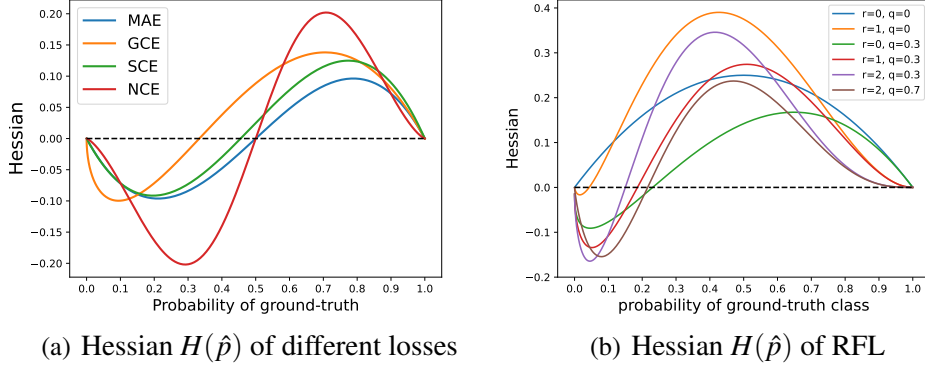 MAE
GCE
SCE
NCE
0.20
0.15
0.10
0.05
0.00
−0.05
−0.10
−0.15
−0.20
Hessian
0.0 0.1 0.2 0.3 0.4 0.5 0.6 0.7 0.8 0.9 1.0
Probability of ground-truth
(a) Hessian H(p̂) of different losses
r=0, q=0
r=1, q=0
r=0, q=0.3
r=1, q=0.3
r=2, q=0.3
r=2, q=0.7
0.4
0.3
0.2
0.1
0.0
−0.1
−0.2
Hessian
0.0 0.1 0.2 0.3 0.4 0.5 0.6 0.7 0.8 0.9 1.0
probability of ground-truth class
(b) Hessian H(p̂) of RFL